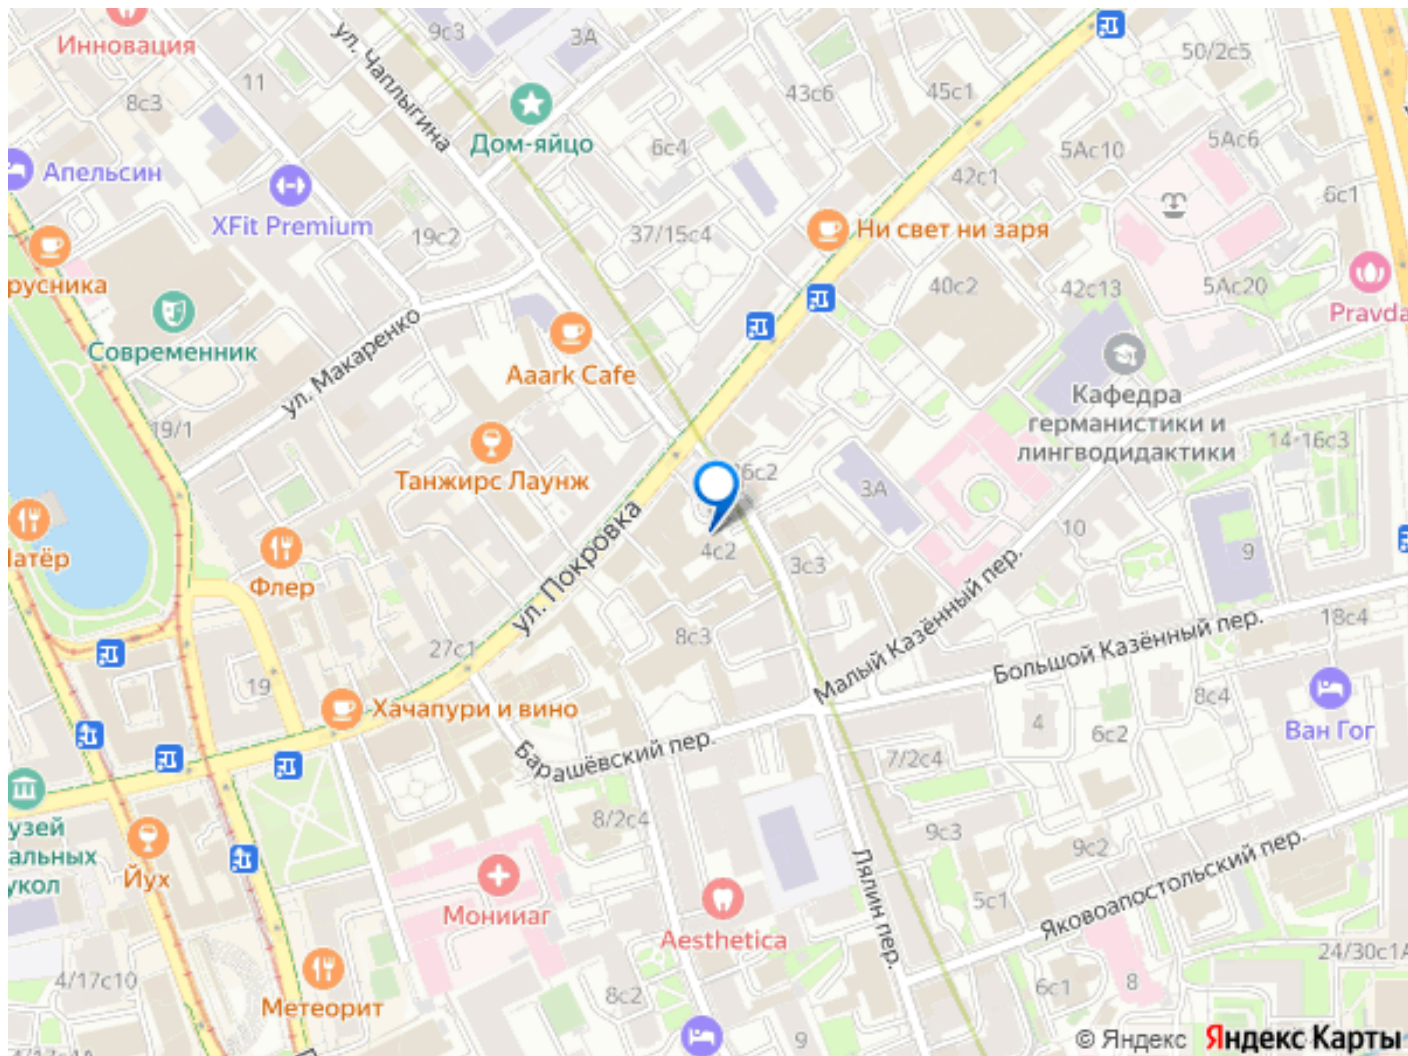 Инновация
9с3
3А
50/2с5
ул. Чаплыгина
11
8с3
43с6
45с1
Дом-яйцо
6с4
5Ас10
5Ас6
Апельсин
42с1
6с1
XFit Premium
19с2
37/15с4
Ни свет ни заря
русника
40с2
42с13
5Ас20
Pravda
Современник
ул. Макаренко
Aaark Cafe
Кафедра
германистики и
лингводидактики
19/1
14-16с3
Танжирс Лаунж
6с2
3А
ул. Покровка
10
9
4с2
3с3
Флер
Малый Казённый пер.
27с1
8с3
18с4
Большой Казённый пер.
19
8с4
Хачапури и вино
4
6с2
Ван Гог
Барашёвский пер.
7/2с4
узей
альных
укол
8/2с4
9с3
9с2
Йух
Лялин пер.
Яковоапостольский пер.
Мониiаг
5с1
Aesthetica
24/30с1А
4/17с10
Метеорит
8с2
6с1
8
9
4/17с1А
© Яндекс Яндекс Карты